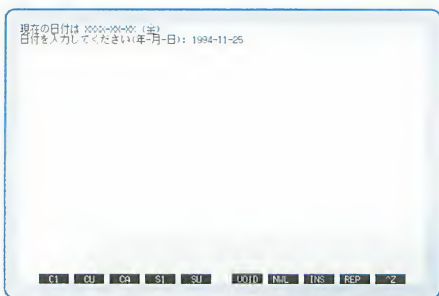 現在の日付は XXXX-XX-XX (金)
日付を入力してください(年-月-日): 1994-11-25
C1 CU CA S1 SU VOID NWL INS REP ^Z